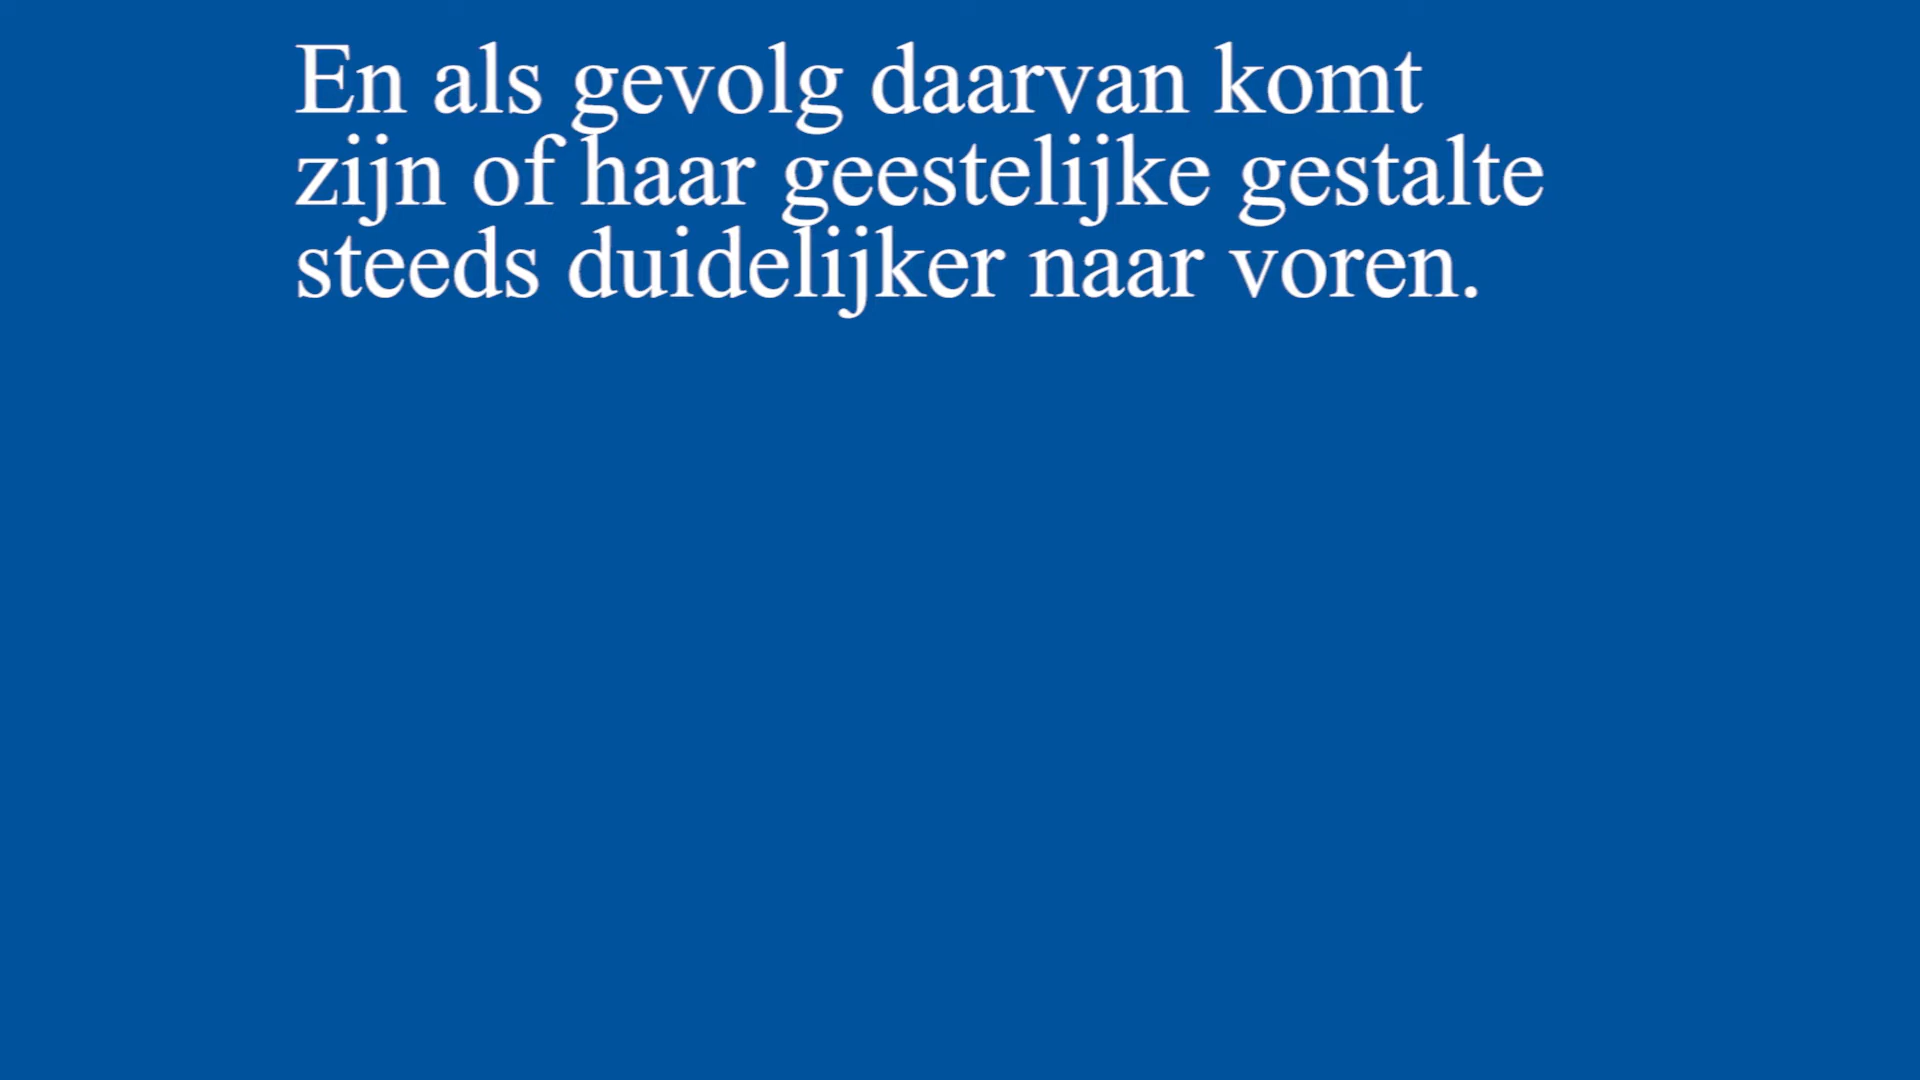 En als gevolg daarvan komt
zijn of haar geestelijke gestalte
steeds duidelijker naar voren.